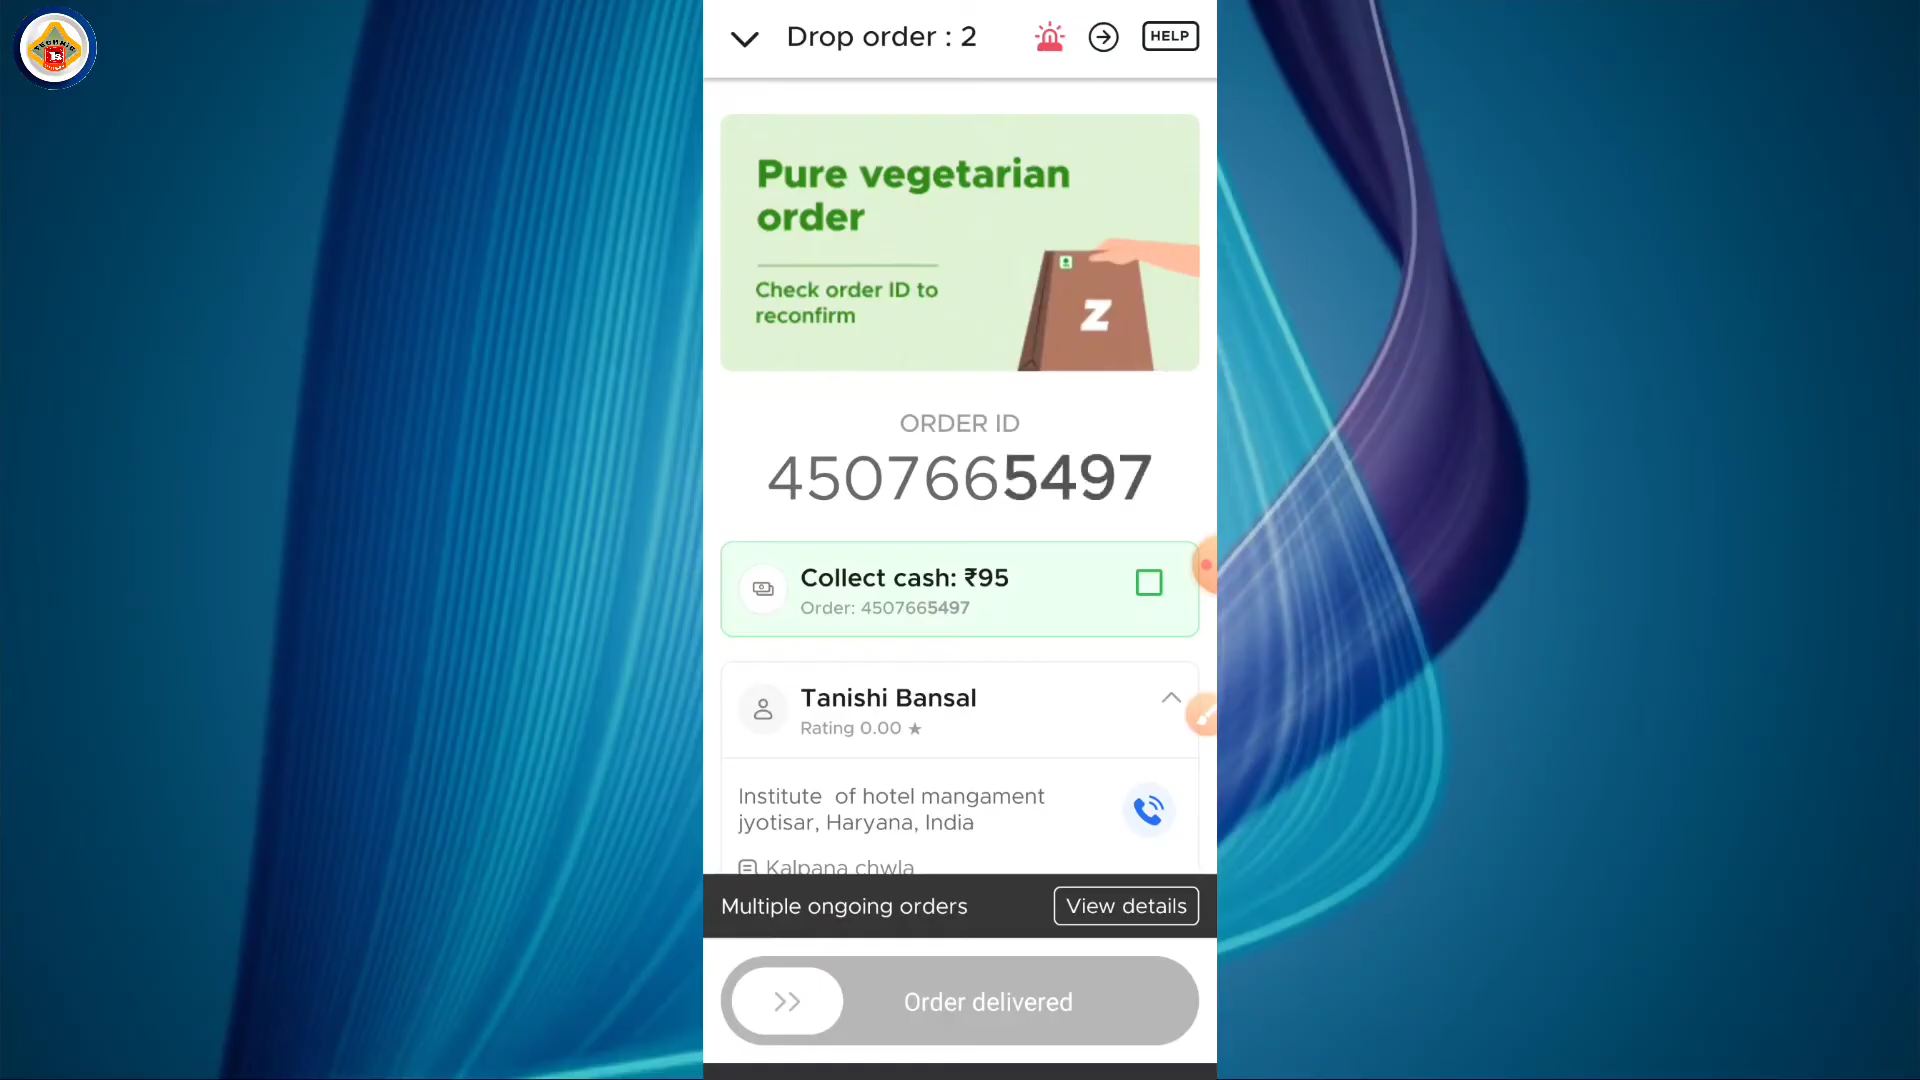 Drop order : 2
HELP
Pure vegetarian
order
Check order ID to
reconfirm
z
ORDER ID
4507665497
Collect cash: ₹95
Order: 4507665497
Tanishi Bansal
Rating 0.00 ★
Institute of hotel mangament
jyotisar, Haryana, India
Kalpana chwla
Multiple ongoing orders
View details
Order delivered